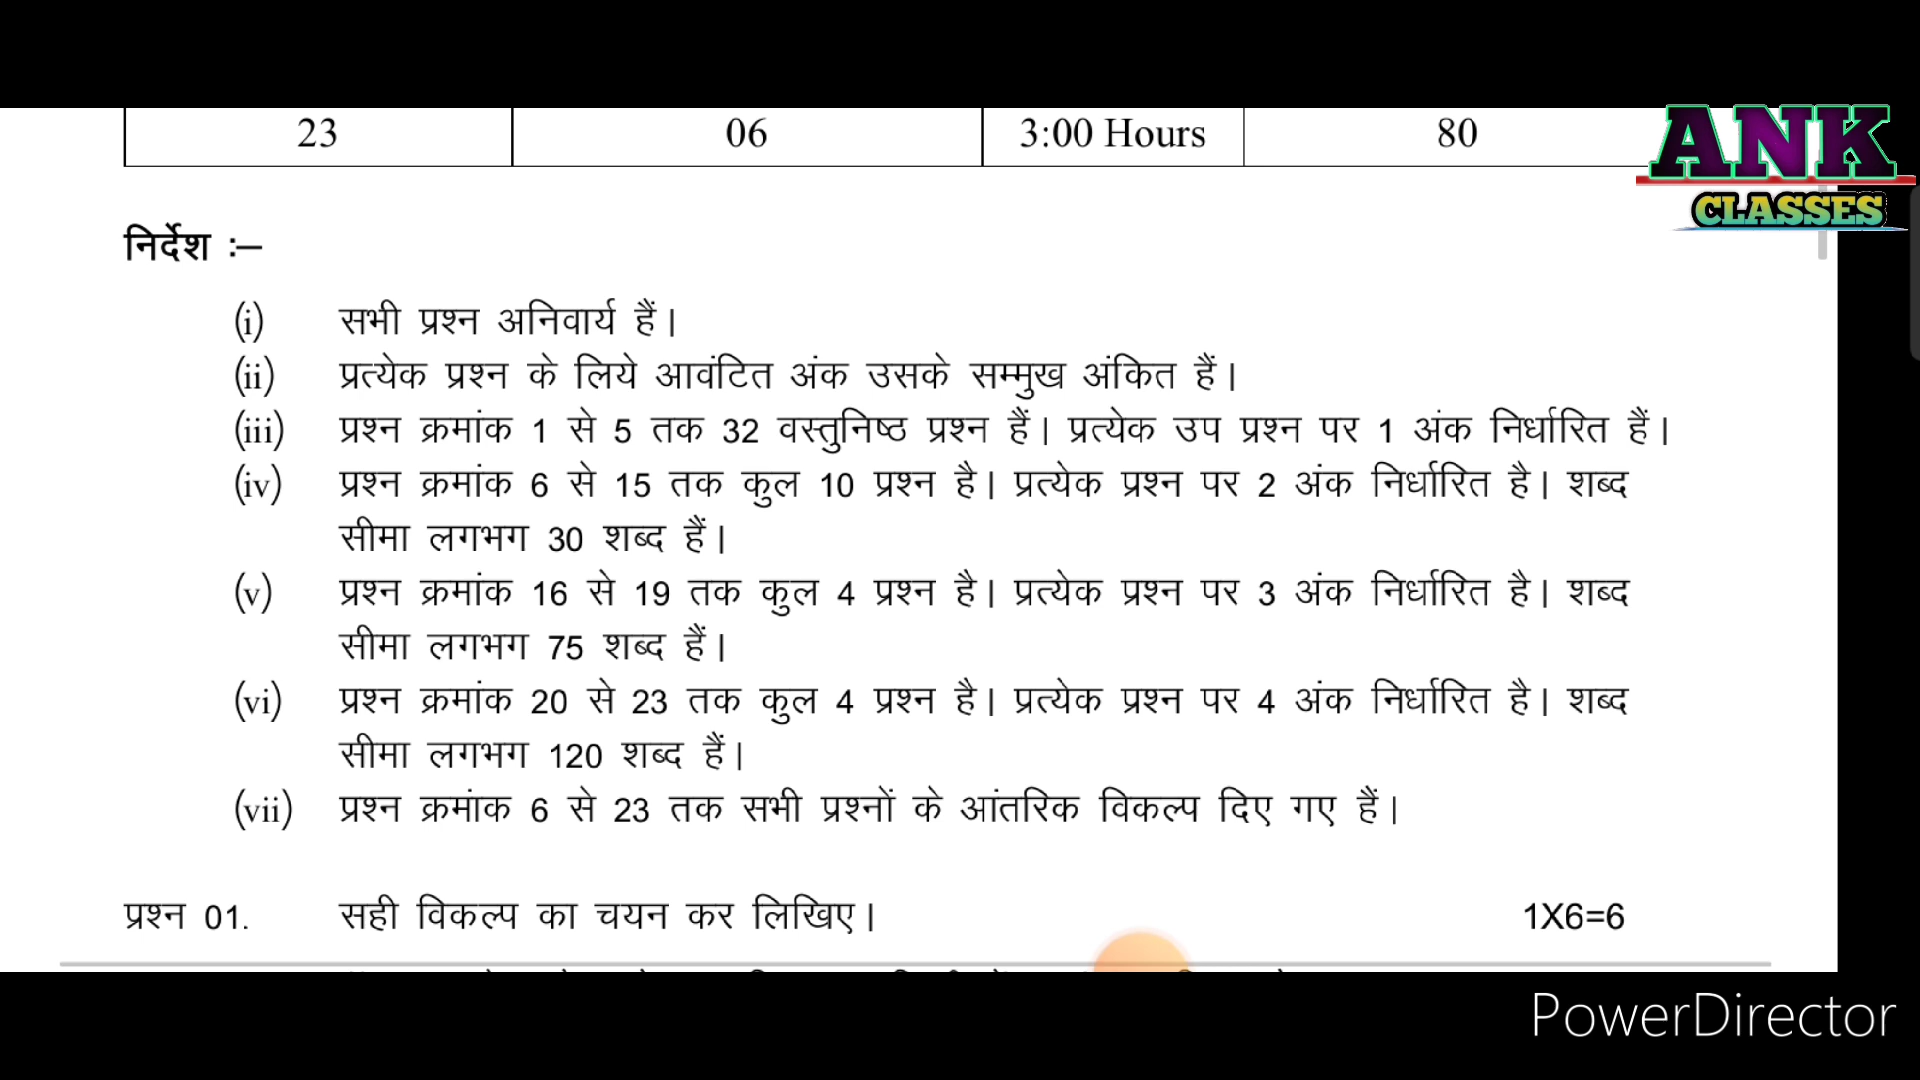 23 06 3:00 Hours 80
ANK
CLASSES
निर्देश :–
(i) सभी प्रश्न अनिवार्य हैं।
(ii) प्रत्येक प्रश्न के लिये आवंटित अंक उसके सम्मुख अंकित हैं।
(iii) प्रश्न क्रमांक 1 से 5 तक 32 वस्तुनिष्ठ प्रश्न हैं। प्रत्येक उप प्रश्न पर 1 अंक निर्धारित हैं।
(iv) प्रश्न क्रमांक 6 से 15 तक कुल 10 प्रश्न है। प्रत्येक प्रश्न पर 2 अंक निर्धारित है। शब्द
सीमा लगभग 30 शब्द हैं।
(v) प्रश्न क्रमांक 16 से 19 तक कुल 4 प्रश्न है। प्रत्येक प्रश्न पर 3 अंक निर्धारित है। शब्द
सीमा लगभग 75 शब्द हैं।
(vi) प्रश्न क्रमांक 20 से 23 तक कुल 4 प्रश्न है। प्रत्येक प्रश्न पर 4 अंक निर्धारित है। शब्द
सीमा लगभग 120 शब्द हैं।
(vii) प्रश्न क्रमांक 6 से 23 तक सभी प्रश्नों के आंतरिक विकल्प दिए गए हैं।
प्रश्न 01. सही विकल्प का चयन कर लिखिए। 1X6=6
PowerDirector